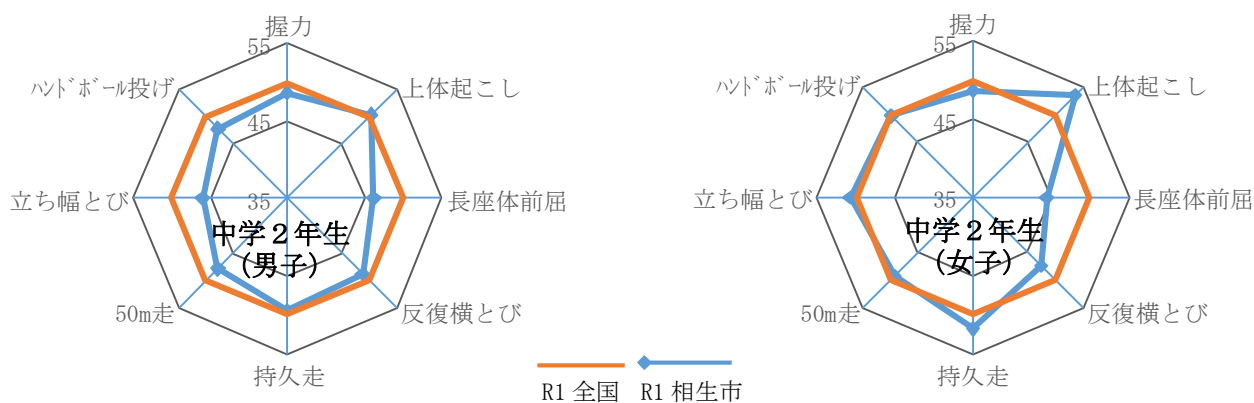 握力
55
ﾊﾝﾄﾞﾎﾞｰﾙ投げ
上体起こし
45
立ち幅とび
35
長座体前屈
中学２年生
(男子)
50m走
反復横とび
持久走
握力
55
ﾊﾝﾄﾞﾎﾞｰﾙ投げ
上体起こし
45
立ち幅とび
35
長座体前屈
中学２年生
(女子)
50m走
反復横とび
持久走
R1 全国
R1 相生市